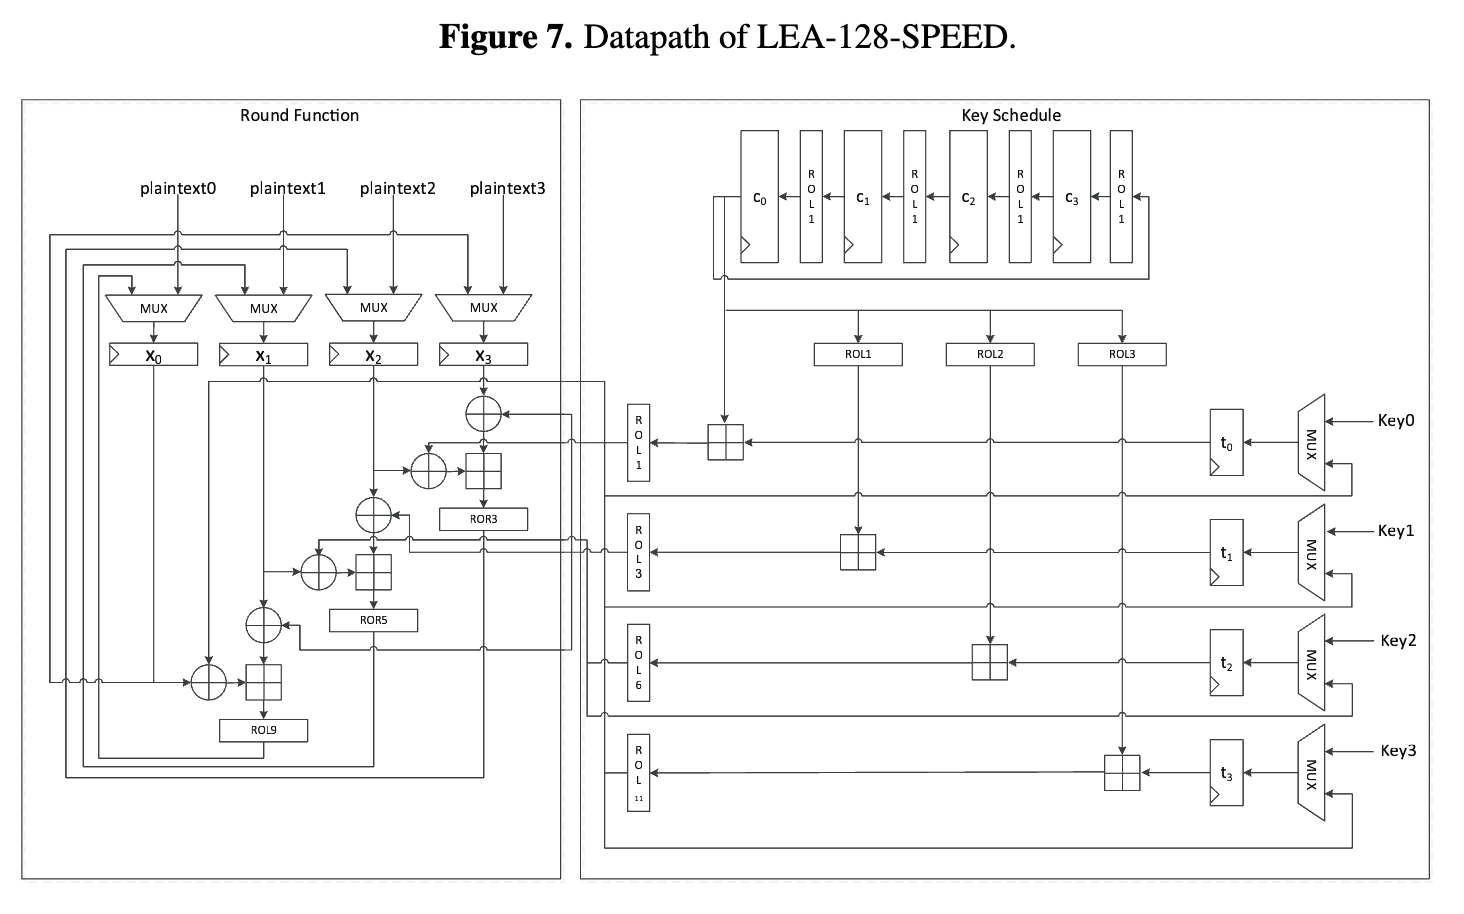 Figure 7. Datapath of LEA-128-SPEED.
Round Function
Key Schedule
plaintext0 plaintext1 plaintext2 plaintext3
c0 ROL1 c1 ROL1 c2 ROL1 c3 ROL1
MUX MUX MUX MUX
X0 X1 X2 X3
ROL1 ROL2 ROL3
ROL1 t0 MUX Key0
ROR3
ROL3 t1 MUX Key1
ROR5
ROL6 t2 MUX Key2
ROL9
ROL11 t3 MUX Key3